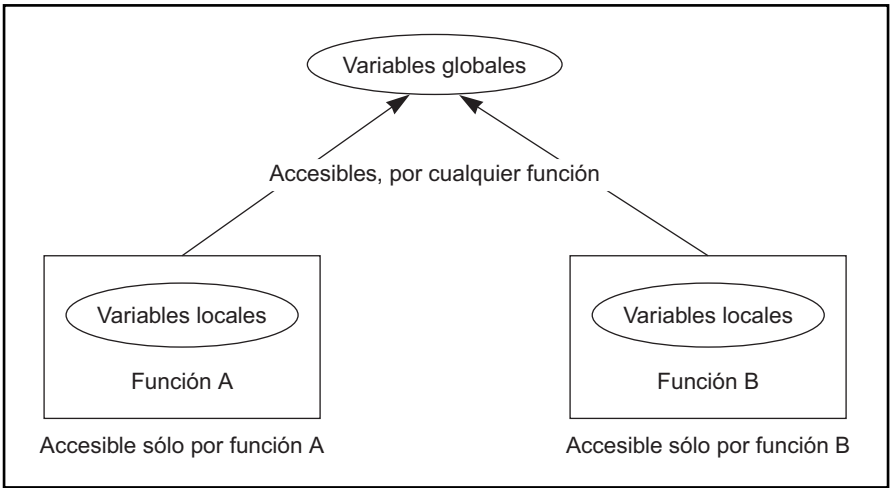 Variables globales
Accesibles, por cualquier función
Variables locales
Función A
Accesible sólo por función A
Variables locales
Función B
Accesible sólo por función B